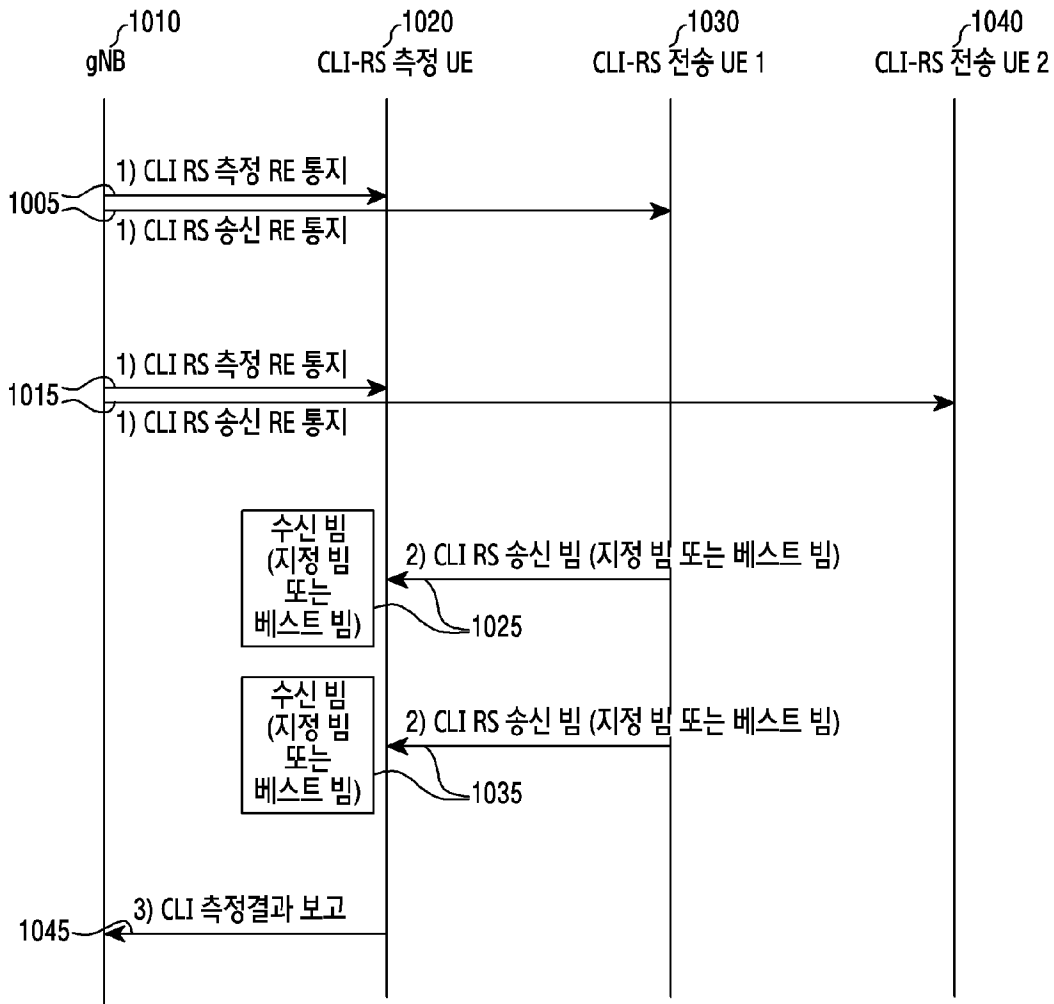 1010
1020
1030
1040
gNB
CLI-RS 측정 UE
CLI-RS 전송 UE 1
CLI-RS 전송 UE 2
1) CLI RS 측정 RE 통지
1005
1) CLI RS 송신 RE 통지
1) CLI RS 측정 RE 통지
1015
1) CLI RS 송신 RE 통지
수신 빔
(지정 빔
또는
베스트 빔)
2) CLI RS 송신 빔 (지정 빔 또는 베스트 빔)
1025
수신 빔
(지정 빔
또는
베스트 빔)
2) CLI RS 송신 빔 (지정 빔 또는 베스트 빔)
1035
3) CLI 측정결과 보고
1045